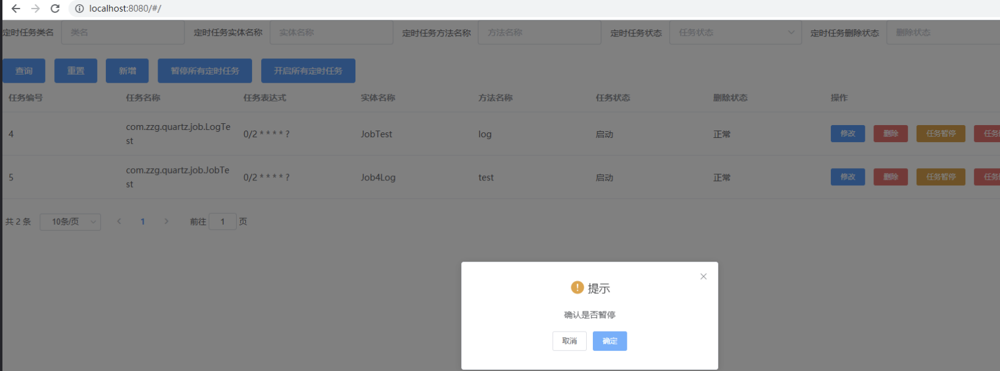 localhost:8080/#/
定时任务类名 类名 定时任务实体名称 实体名称 定时任务方法名称 方法名称 定时任务状态 任务状态 定时任务删除状态 删除状态
查询 重置 新增 暂停所有定时任务 开启所有定时任务
任务编号 任务名称 任务表达式 实体名称 方法名称 任务状态 删除状态 操作
4 com.zzg.quartz.job.LogTe
st 0/2 * * * * ? JobTest log 启动 正常 修改 删除 任务暂停 任务
5 com.zzg.quartz.job.JobTe
st 0/2 * * * * ? Job4Log test 启动 正常 修改 删除 任务暂停 任务
共 2 条 10条/页 1 前往 1 页
提示
确认是否暂停
取消 确定